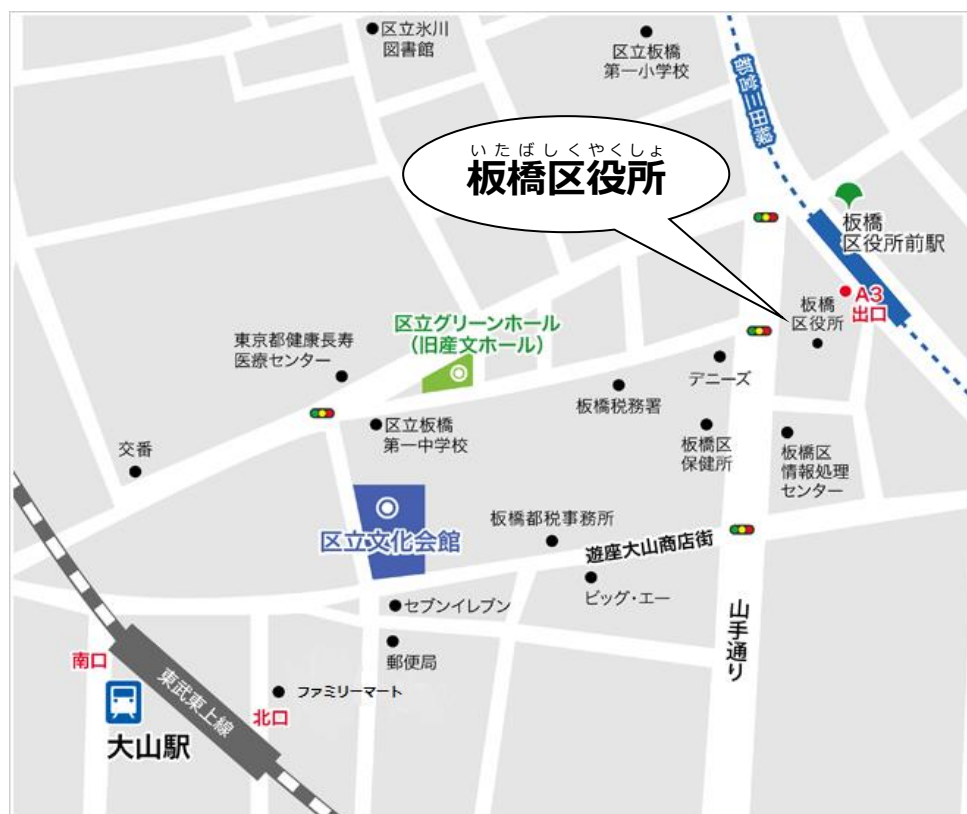 区立氷川
図書館
区立板橋
第一小学校
都営三田線
いたばしくやくしょ
板橋区役所
板橋
区役所前駅
A3
出口
板橋
区役所
区立グリーンホール
(旧産文ホール)
東京都健康長寿
医療センター
デニーズ
板橋税務署
区立板橋
第一中学校
板橋区
保健所
板橋区
情報処理
センター
交番
板橋都税事務所
区立文化会館
遊座大山商店街
ビッグ・エー
セブンイレブン
山手通り
郵便局
南口
ファミリーマート
東武東上線
北口
大山駅